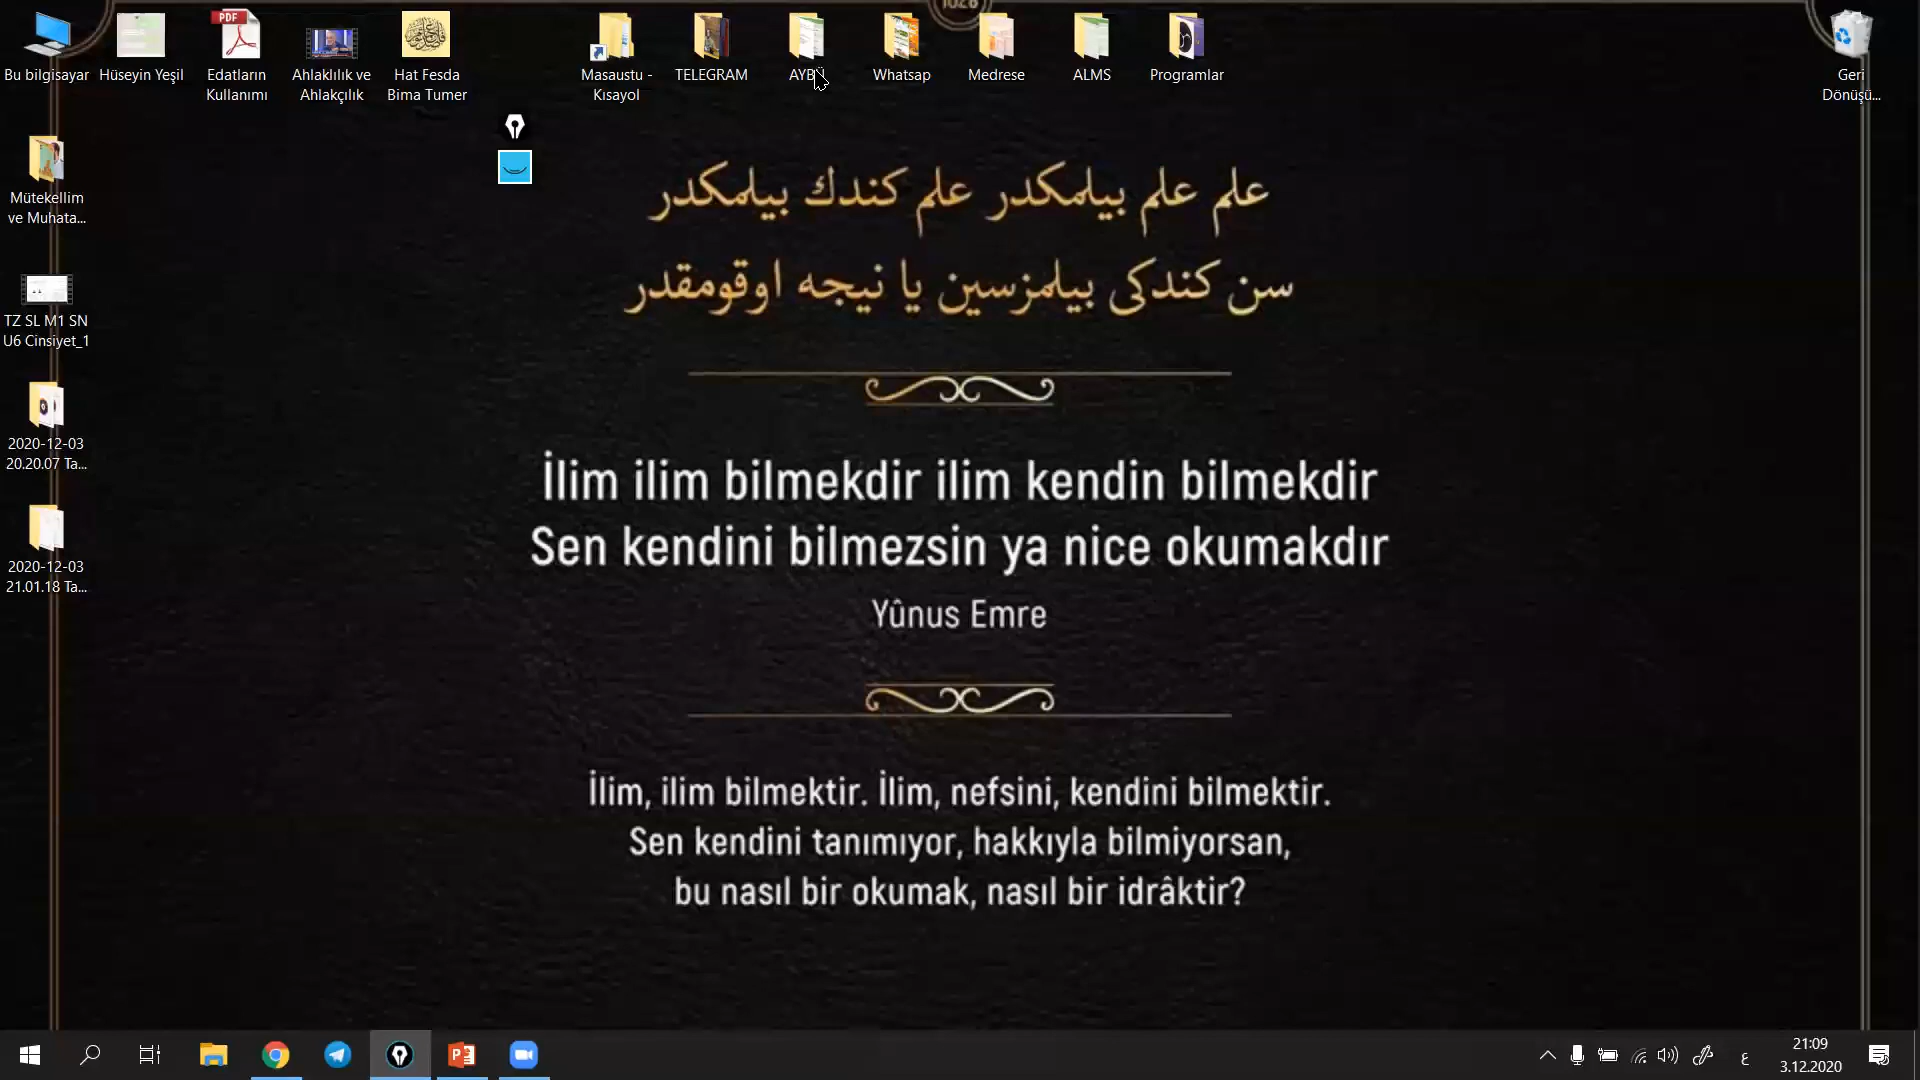 1028
Bu bilgisayar
Hüseyin Yeşil
Edatların
Kullanımı
Ahlaklılık ve
Ahlakçılık
Hat Fesda
Bima Tumer
Masaustu -
Kısayol
TELEGRAM
AYBÜ
Whatsap
Medrese
ALMS
Programlar
Geri
Dönüşü...
Mütekellim
ve Muhata...
TZ SL M1 SN
U6 Cinsiyet_1
2020-12-03
20.20.07 Ta...
2020-12-03
21.01.18 Ta...
PDF
علم علم بيلمكدر علم كندك بيلمكدر
سن كندكى بيلمزسين يا نيجه اوقومقدر
İlim ilim bilmekdir ilim kendin bilmekdir
Sen kendini bilmezsin ya nice okumakdır
Yûnus Emre
İlim, ilim bilmektir. İlim, nefsini, kendini bilmektir.
Sen kendini tanımıyor, hakkıyla bilmiyorsan,
bu nasıl bir okumak, nasıl bir idrâktir?
ع
21:09
3.12.2020